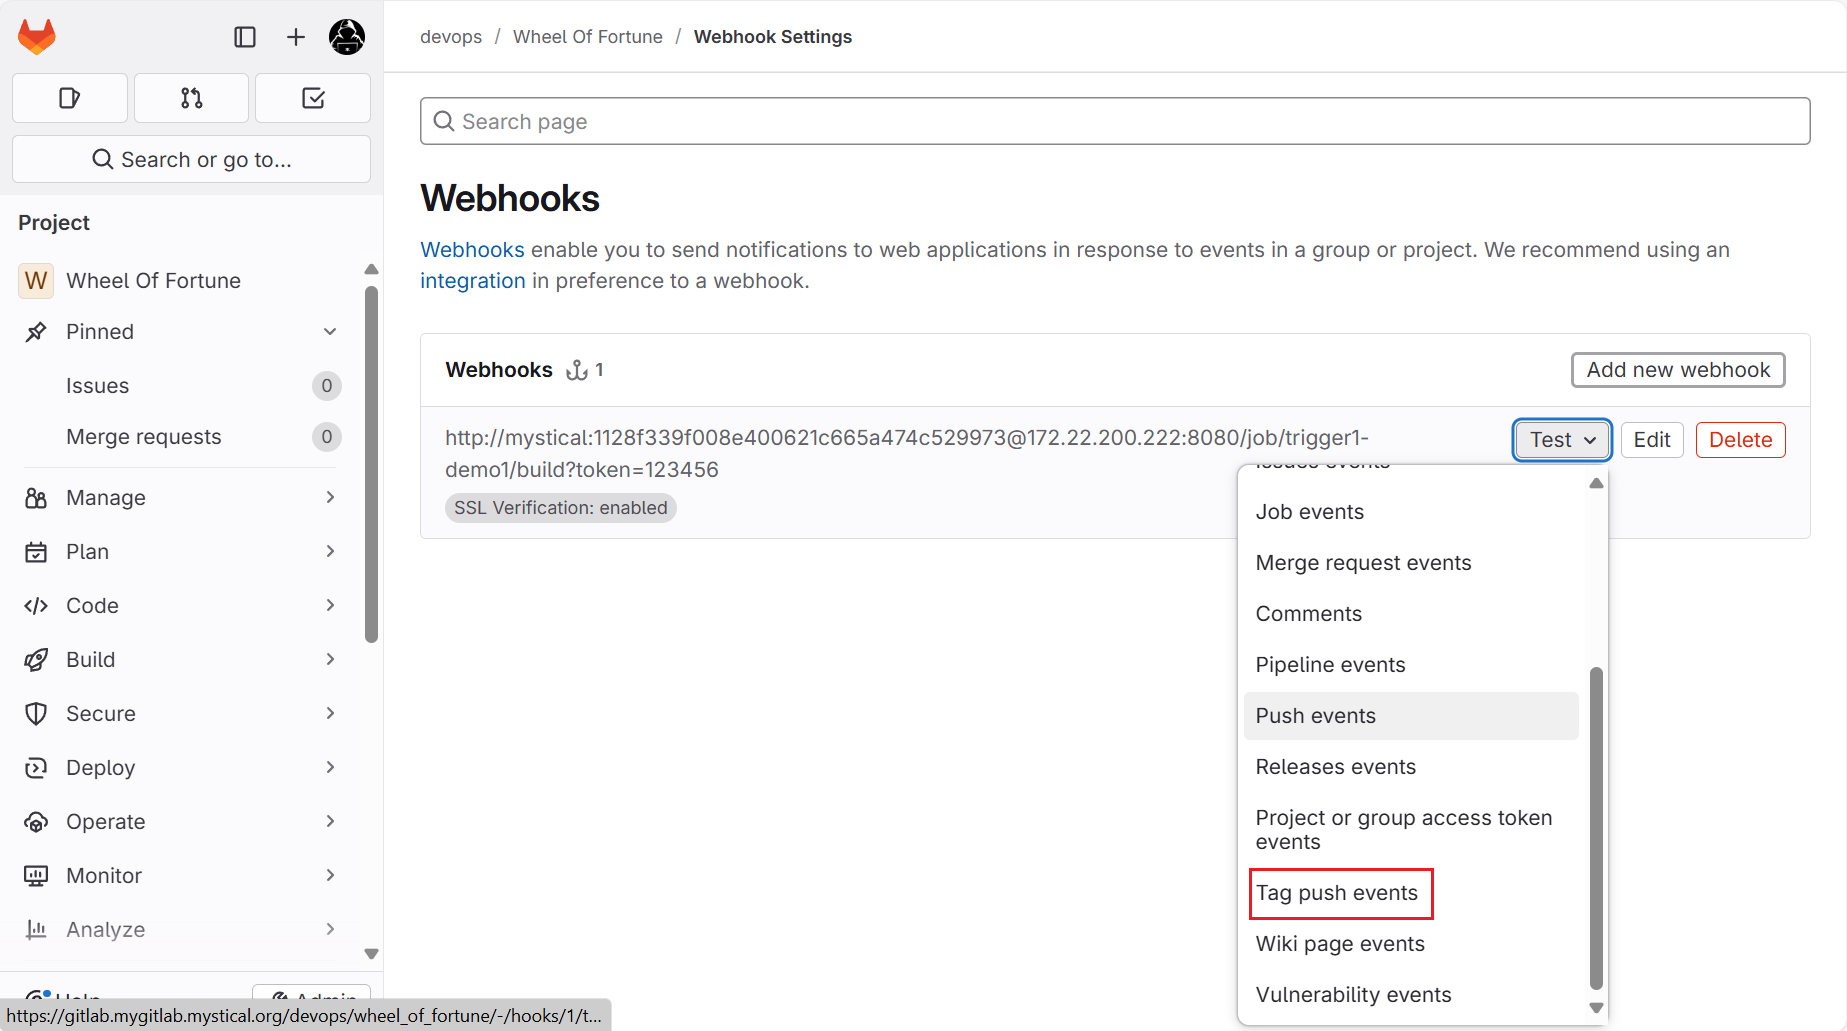 devops / Wheel Of Fortune / Webhook Settings
Search page
Search or go to...
Project
W Wheel Of Fortune
Pinned
Issues 0
Merge requests 0
Manage
Plan
Code
Build
Secure
Deploy
Operate
Monitor
Analyze
Help
Admin
https://gitlab.mygitlab.mystical.org/devops/wheel_of_fortune/-/hooks/1/t...
Webhooks
Webhooks enable you to send notifications to web applications in response to events in a group or project. We recommend using an
integration in preference to a webhook.
Webhooks 1
Add new webhook
http://mystical:1128f339f008e400621c665a474c529973@172.22.200.222:8080/job/trigger1-
demo1/build?token=123456
SSL Verification: enabled
Test Edit Delete
Issues events
Job events
Merge request events
Comments
Pipeline events
Push events
Releases events
Project or group access token
events
Tag push events
Wiki page events
Vulnerability events